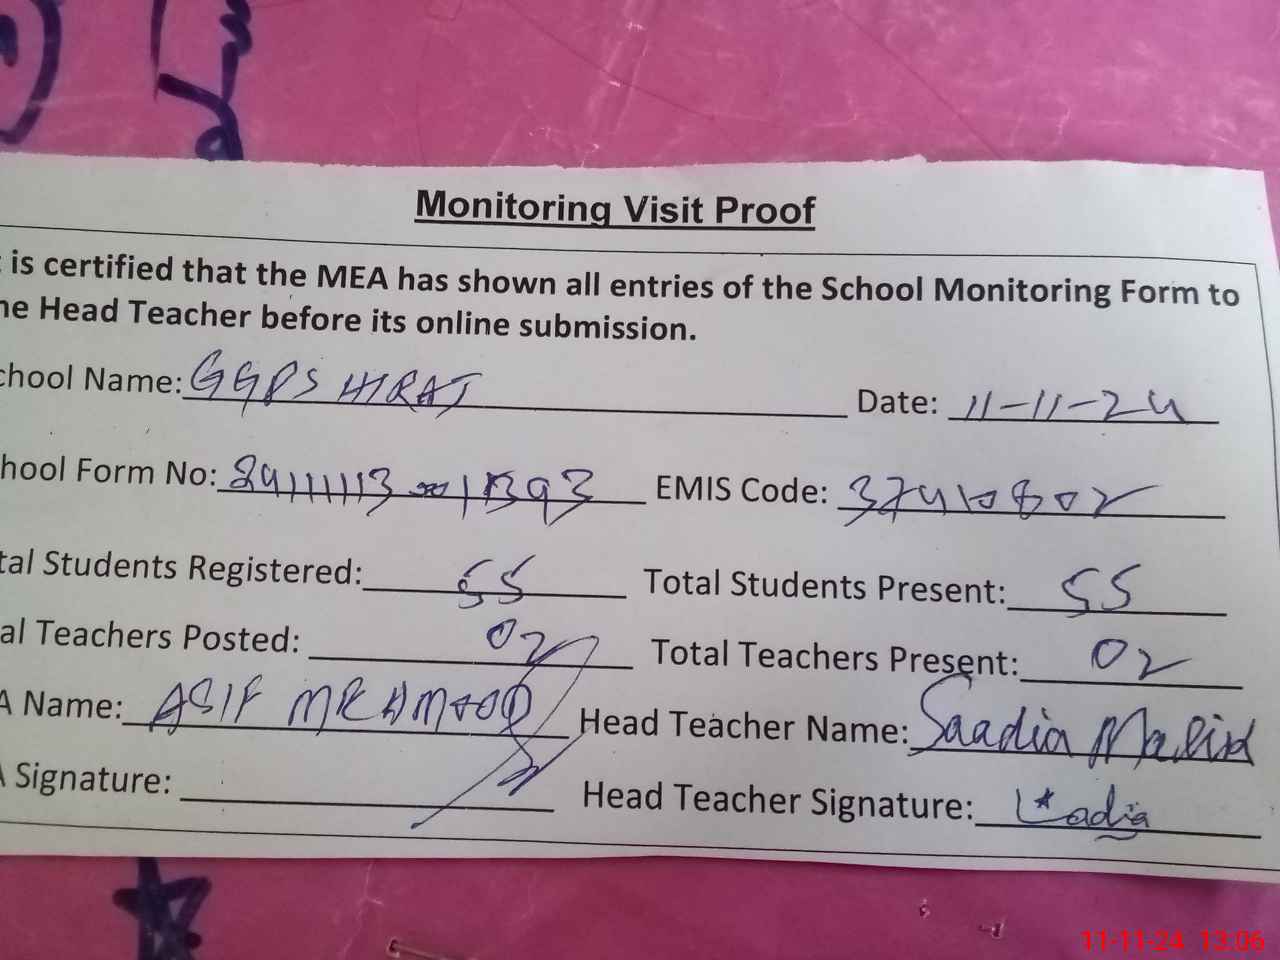 Monitoring Visit Proof
is certified that the MEA has shown all entries of the School Monitoring Form to
he Head Teacher before its online submission.
chool Name: GGPS HIRAJ Date: 11-11-24
hool Form No: EMIS Code: 37410802
tal Students Registered: 55 Total Students Present: 55
al Teachers Posted: 02 Total Teachers Present: 02
A Name: ASIF MEHMOOD Head Teacher Name: Saadia Malik
A Signature: Head Teacher Signature:
11-11-24 13:06